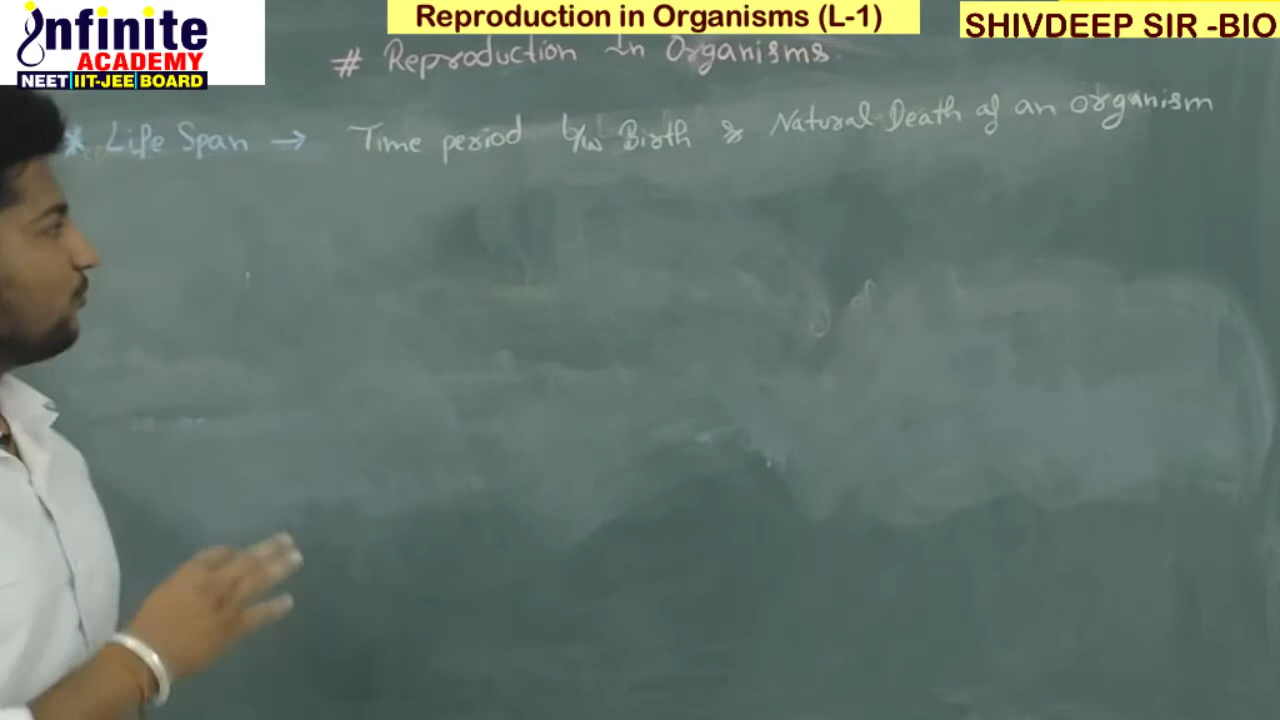 infinite
ACADEMY
NEET IIT-JEE BOARD
Reproduction in Organisms (L-1)
SHIVDEEP SIR -BIO
# Reproduction in Organisms
* Life Span → Time period b/w Birth & Natural Death of an organism